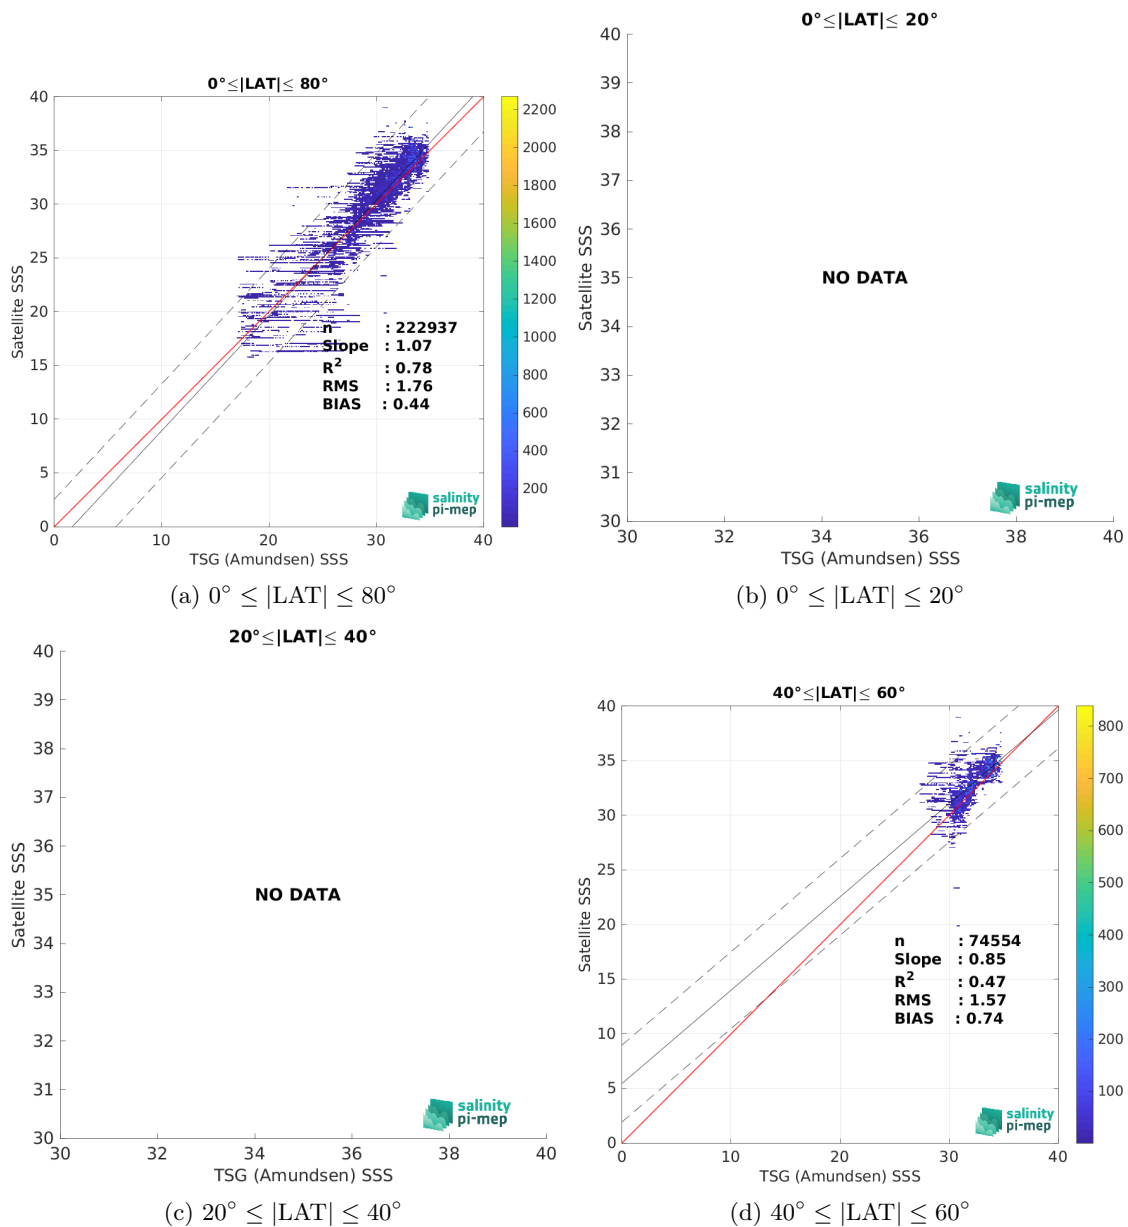 0°≤|LAT|≤ 80°
40
35
30
25
20
15
10
5
0
0
10
20
30
40
Satellite SSS
TSG (Amundsen) SSS
n : 222937
Slope : 1.07
R² : 0.78
RMS : 1.76
BIAS : 0.44
salinity
pi-mep
2200
2000
1800
1600
1400
1200
1000
800
600
400
200
(a) 0° ≤ |LAT| ≤ 80°
0°≤|LAT|≤ 20°
40
39
38
37
36
35
34
33
32
31
30
30
32
34
36
38
40
Satellite SSS
TSG (Amundsen) SSS
NO DATA
salinity
pi-mep
(b) 0° ≤ |LAT| ≤ 20°
20°≤|LAT|≤ 40°
40
39
38
37
36
35
34
33
32
31
30
30
32
34
36
38
40
Satellite SSS
TSG (Amundsen) SSS
NO DATA
salinity
pi-mep
(c) 20° ≤ |LAT| ≤ 40°
40°≤|LAT|≤ 60°
40
35
30
25
20
15
10
5
0
0
10
20
30
40
Satellite SSS
TSG (Amundsen) SSS
n : 74554
Slope : 0.85
R² : 0.47
RMS : 1.57
BIAS : 0.74
salinity
pi-mep
800
700
600
500
400
300
200
100
(d) 40° ≤ |LAT| ≤ 60°